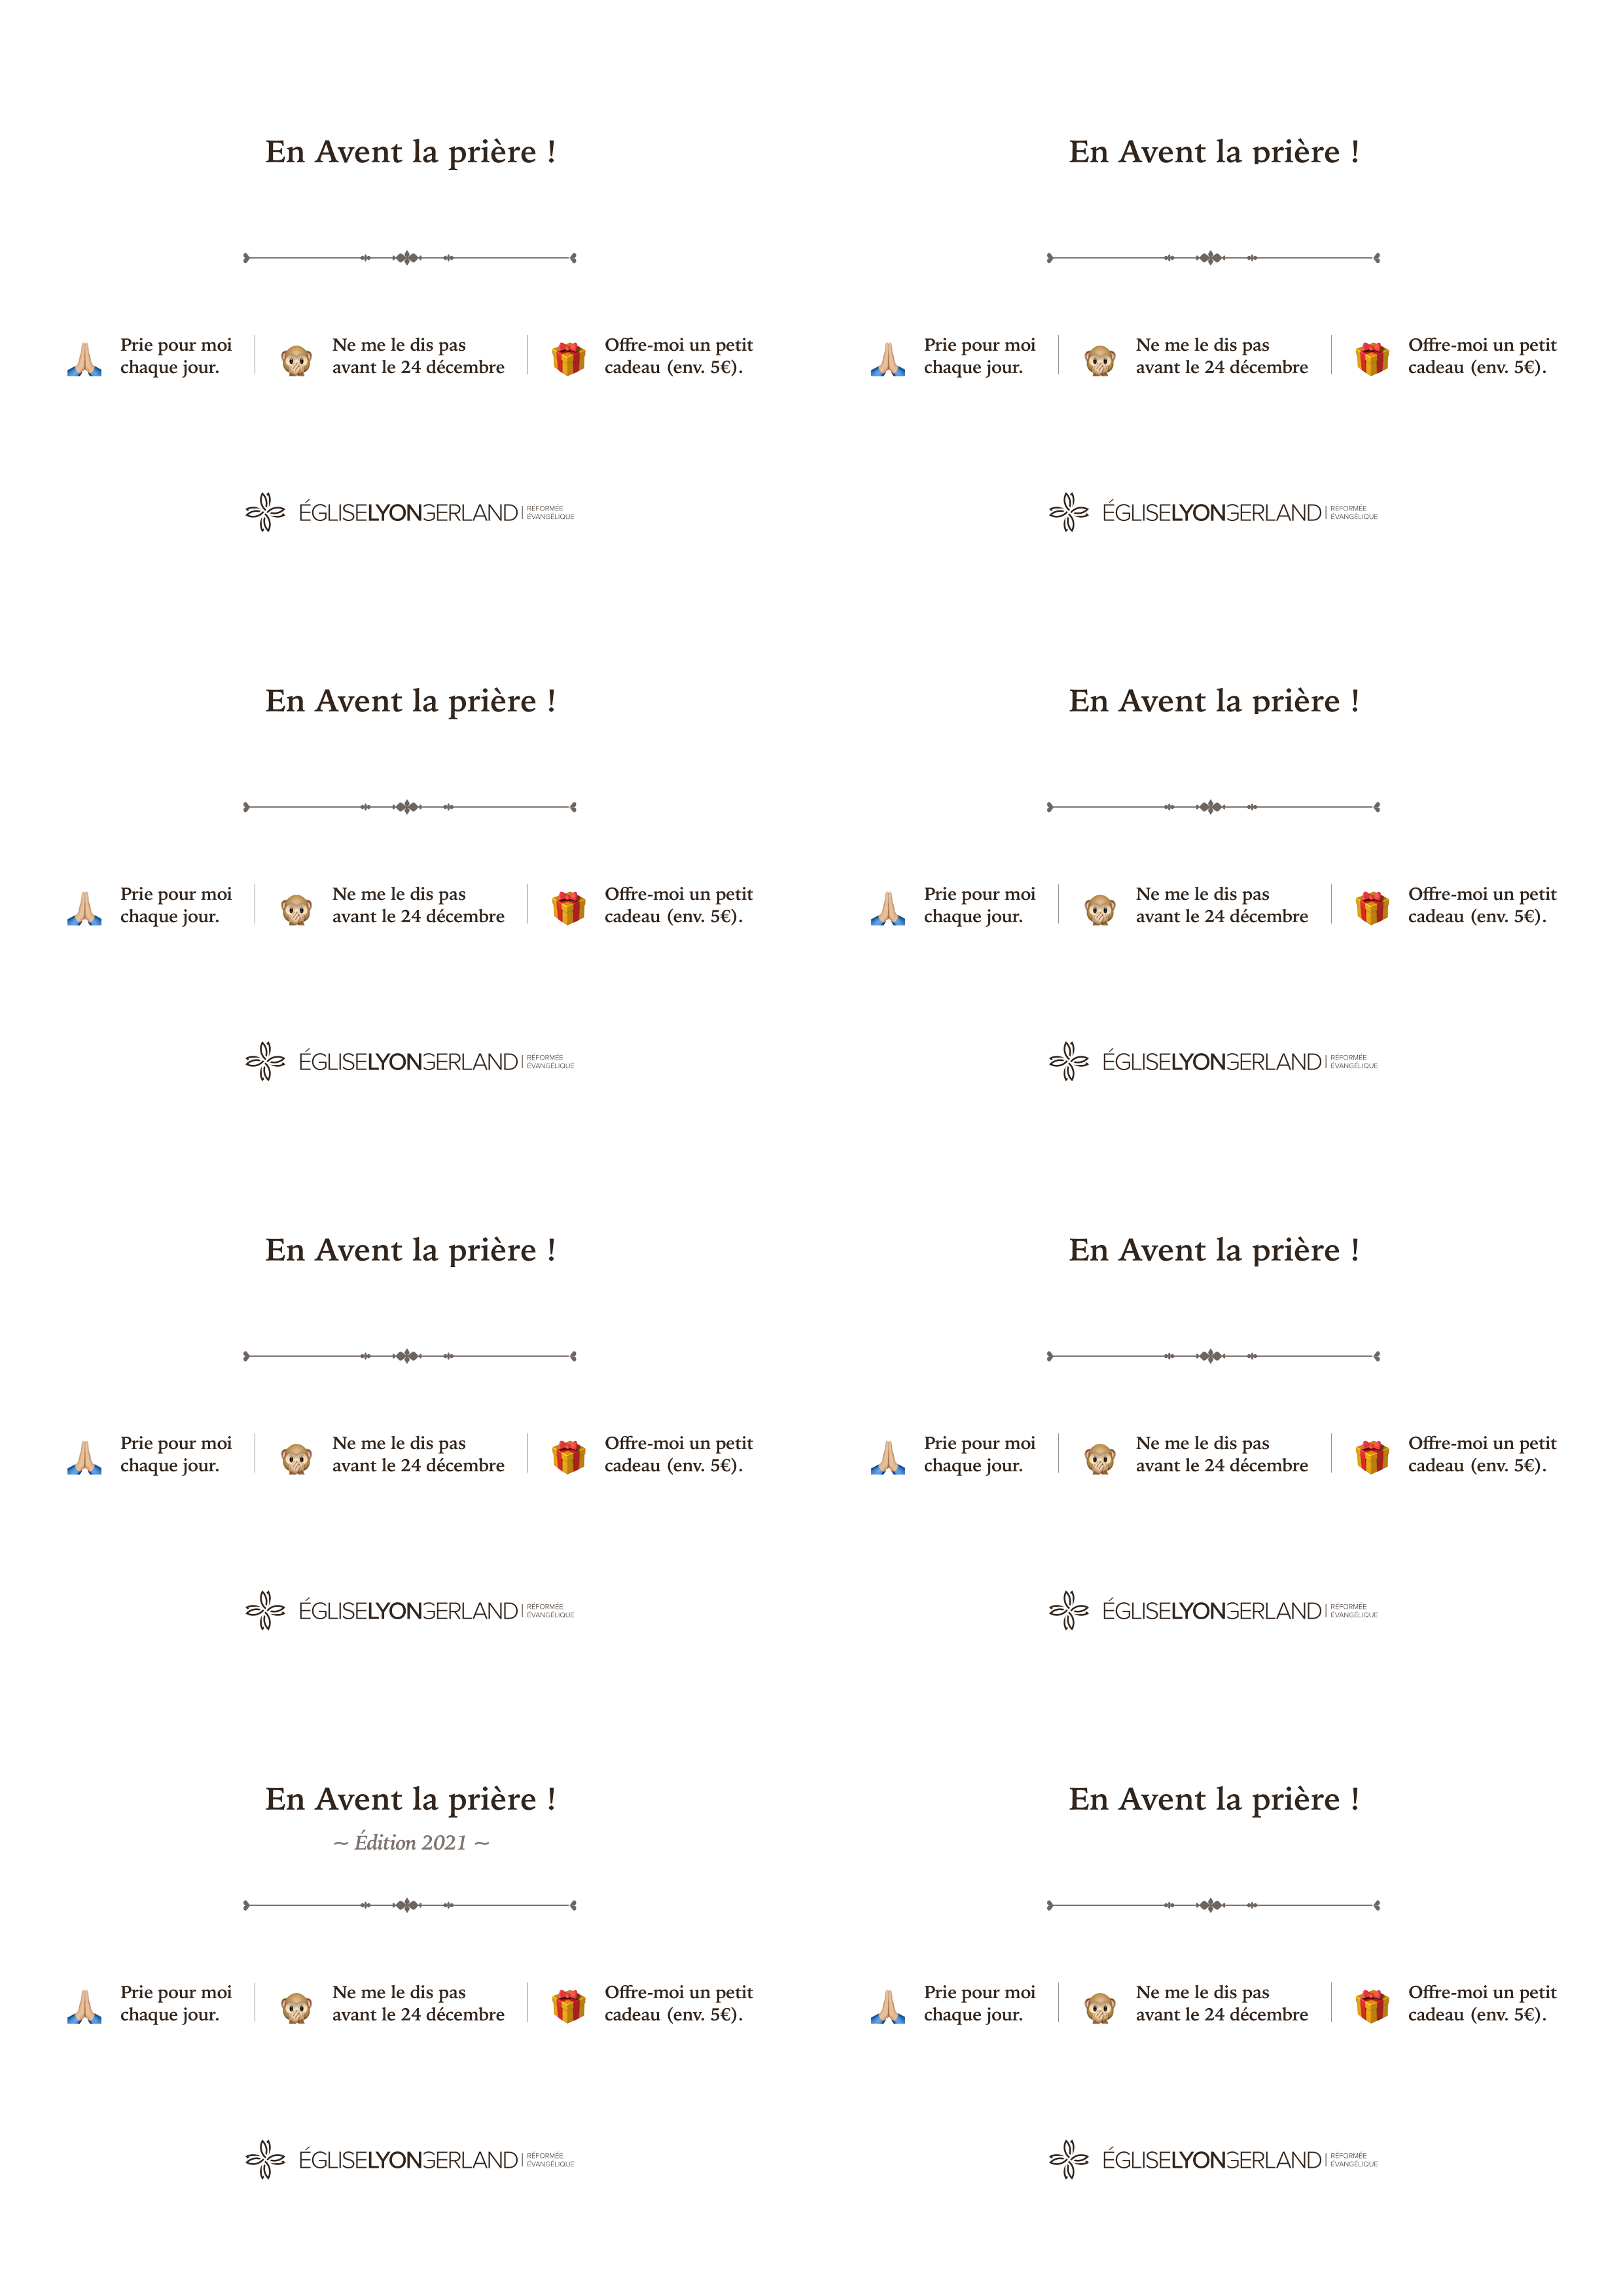 En Avent la prière !
Prie pour moi
chaque jour.
Ne me le dis pas
avant le 24 décembre
Offre-moi un petit
cadeau (env. 5€).
ÉGLISELYONGERLAND
RÉFORMÉE
ÉVANGÉLIQUE
En Avent la prière !
Prie pour moi
chaque jour.
Ne me le dis pas
avant le 24 décembre
Offre-moi un petit
cadeau (env. 5€).
ÉGLISELYONGERLAND
RÉFORMÉE
ÉVANGÉLIQUE
En Avent la prière !
Prie pour moi
chaque jour.
Ne me le dis pas
avant le 24 décembre
Offre-moi un petit
cadeau (env. 5€).
ÉGLISELYONGERLAND
RÉFORMÉE
ÉVANGÉLIQUE
En Avent la prière !
Prie pour moi
chaque jour.
Ne me le dis pas
avant le 24 décembre
Offre-moi un petit
cadeau (env. 5€).
ÉGLISELYONGERLAND
RÉFORMÉE
ÉVANGÉLIQUE
En Avent la prière !
Prie pour moi
chaque jour.
Ne me le dis pas
avant le 24 décembre
Offre-moi un petit
cadeau (env. 5€).
ÉGLISELYONGERLAND
RÉFORMÉE
ÉVANGÉLIQUE
En Avent la prière !
Prie pour moi
chaque jour.
Ne me le dis pas
avant le 24 décembre
Offre-moi un petit
cadeau (env. 5€).
ÉGLISELYONGERLAND
RÉFORMÉE
ÉVANGÉLIQUE
En Avent la prière !
~ Édition 2021 ~
Prie pour moi
chaque jour.
Ne me le dis pas
avant le 24 décembre
Offre-moi un petit
cadeau (env. 5€).
ÉGLISELYONGERLAND
RÉFORMÉE
ÉVANGÉLIQUE
En Avent la prière !
Prie pour moi
chaque jour.
Ne me le dis pas
avant le 24 décembre
Offre-moi un petit
cadeau (env. 5€).
ÉGLISELYONGERLAND
RÉFORMÉE
ÉVANGÉLIQUE